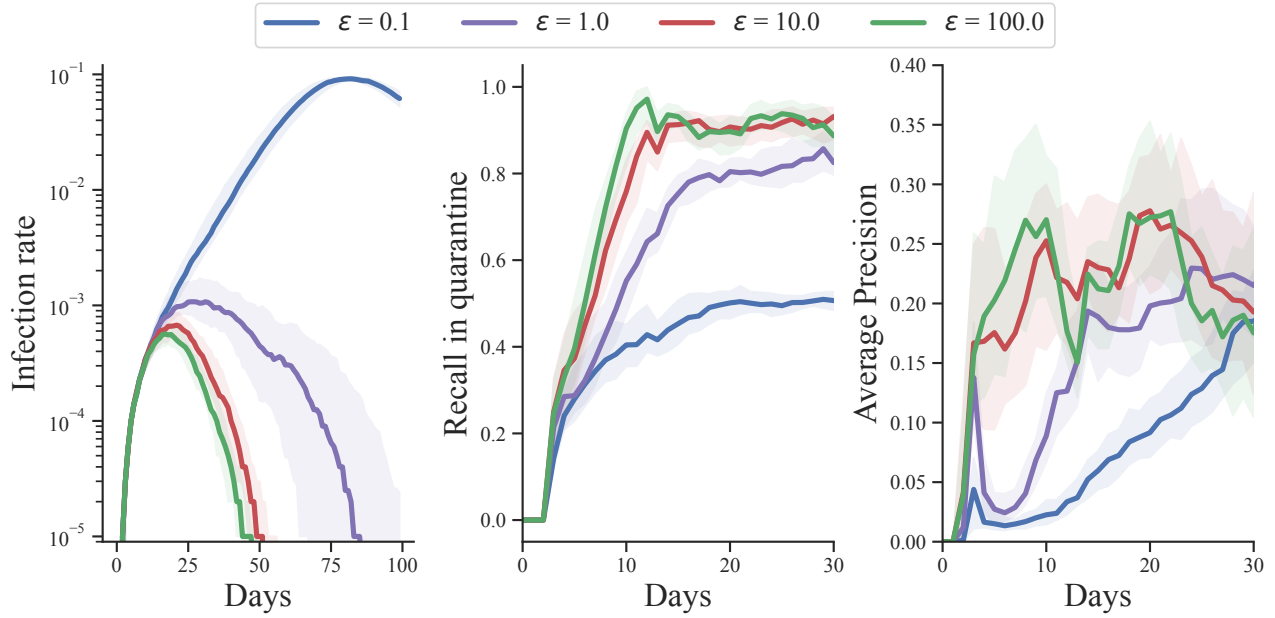 ε = 0.1 ε = 1.0 ε = 10.0 ε = 100.0
Infection rate
10⁻¹
10⁻²
10⁻³
10⁻⁴
10⁻⁵
0 25 50 75 100
Days
Recall in quarantine
1.0
0.8
0.6
0.4
0.2
0.0
0 10 20 30
Days
Average Precision
0.40
0.35
0.30
0.25
0.20
0.15
0.10
0.05
0.00
0 10 20 30
Days